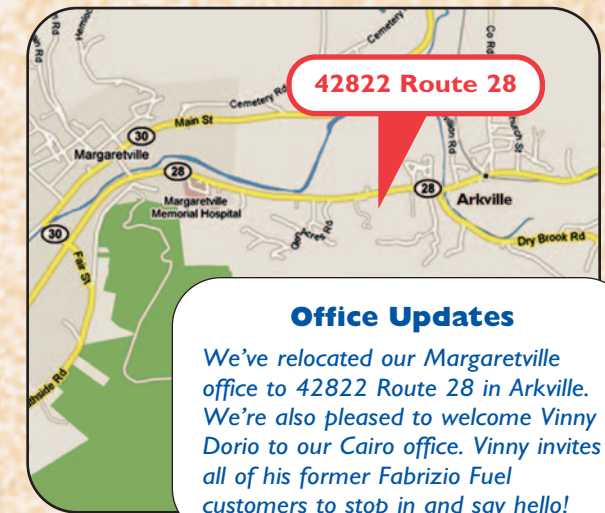 Cemetery
42822 Route 28
Cemetery Rd
Main St
30
Margaretville
28
Margaretville
Memorial Hospital
Acres Rd
28
Arkville
30
Fair St
Dry Brook Rd
Office Updates
We've relocated our Margaretville
office to 42822 Route 28 in Arkville.
We're also pleased to welcome Vinny
Dorio to our Cairo office. Vinny invites
all of his former Fabrizio Fuel
customers to stop in and say hello!